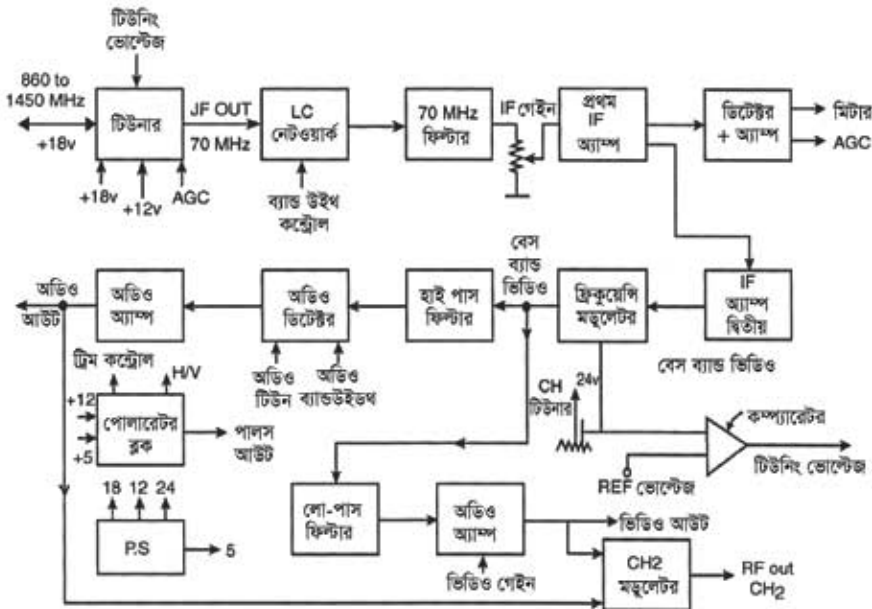 টিউনিং
ভোল্টেজ
860 to
1450 MHz
+18v
টিউনার
JF OUT
70 MHz
LC
নেটওয়ার্ক
70 MHz
ফিল্টার
IF গেইন
প্রথম
IF
অ্যাম্প
ডিটেক্টর
+ অ্যাম্প
মিটার
AGC
+18v
+12v
AGC
ব্যান্ড উইথ
কন্ট্রোল
অডিও
আউট
অডিও
অ্যাম্প
অডিও
ডিটেক্টর
হাই পাস
ফিল্টার
বেস
ব্যান্ড
ভিডিও
ফ্রিকুয়েন্সি
মডুলেটর
IF
অ্যাম্প
দ্বিতীয়
বেস ব্যান্ড ভিডিও
ট্রিম কন্ট্রোল
H/V
অডিও
টিউন
অডিও
ব্যান্ডউইডথ
+12
+5
পোলারেটর
ব্লক
পালস
আউট
CH
টিউনার
24v
কম্প্যারেটর
REF ভোল্টেজ
টিউনিং ভোল্টেজ
18 12 24
P.S
5
লো-পাস
ফিল্টার
অডিও
অ্যাম্প
ভিডিও আউট
ভিডিও গেইন
CH2
মডুলেটর
RF out
CH2